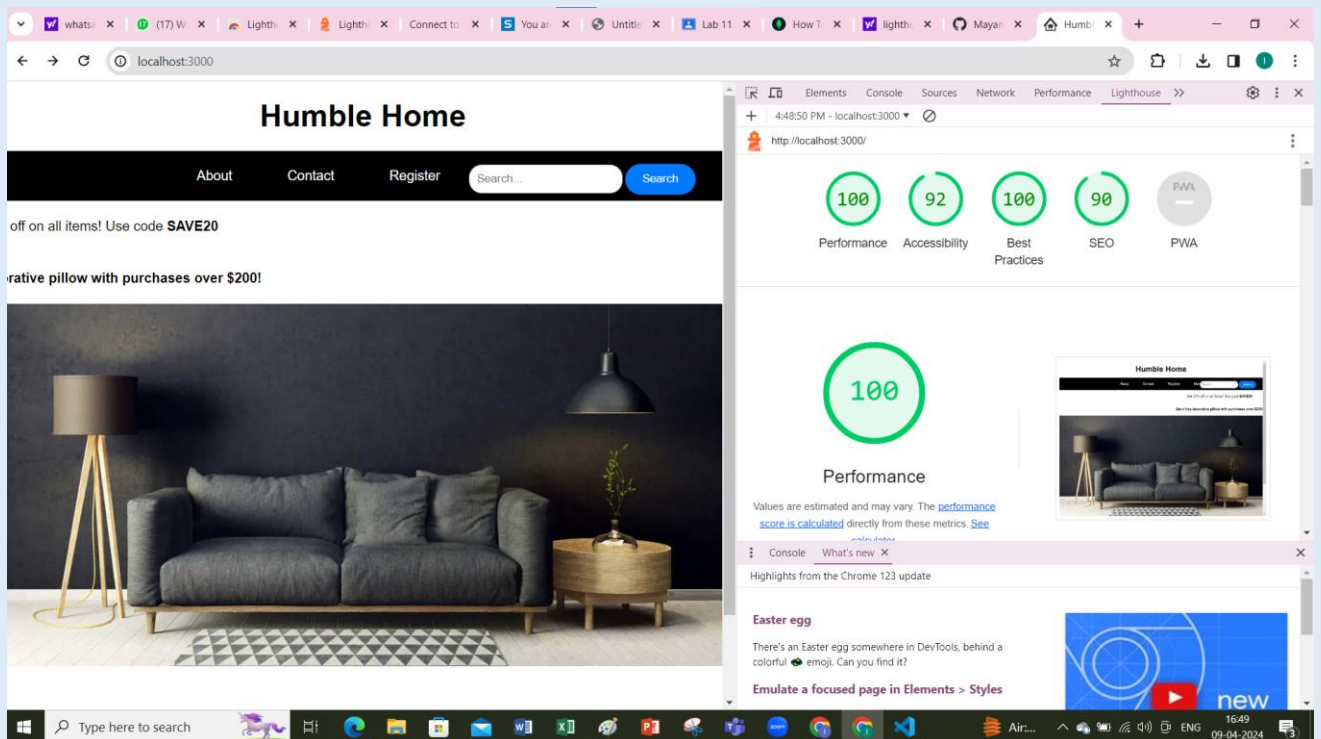 whatsa
(17) W
Lighth
Lighth
Connect to
You ar
Untitle
Lab 11
How T
lighth
Mayan
Humbl
localhost:3000
Humble Home
About Contact Register Search... Search
off on all items! Use code SAVE20
orative pillow with purchases over $200!
Elements Console Sources Network Performance Lighthouse
4:48:50 PM - localhost:3000
http://localhost:3000/
100 92 100 90 PWA
Performance Accessibility Best Practices SEO PWA
100
Performance
Values are estimated and may vary. The performance
score is calculated directly from these metrics. See
calculator
Humble Home
About Contact Register
Console What's new
Highlights from the Chrome 123 update
Easter egg
There's an Easter egg somewhere in DevTools, behind a
colorful emoji. Can you find it?
Emulate a focused page in Elements > Styles
new
Type here to search
Air:...
ENG
16:49
09-04-2024